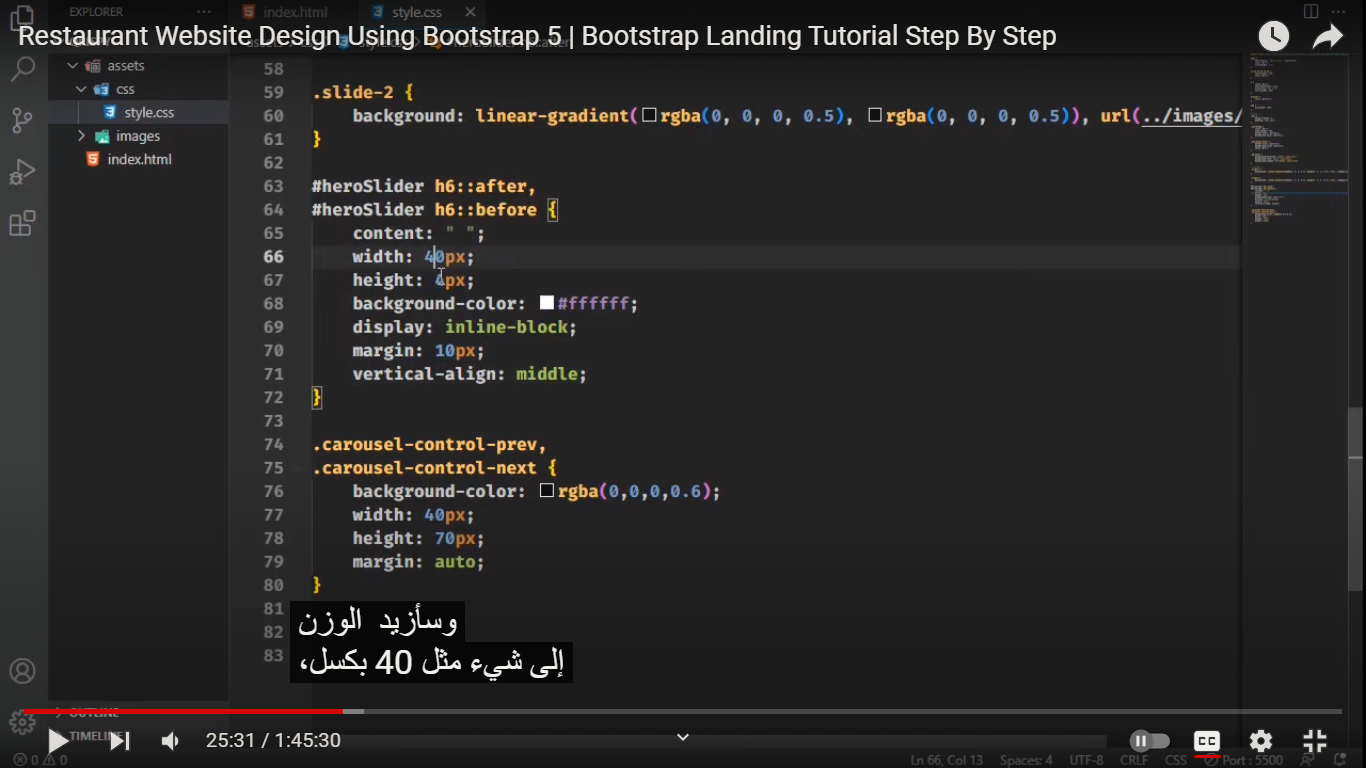 EXPLORER
index.html
style.css
Restaurant Website Design Using Bootstrap 5 | Bootstrap Landing Tutorial Step By Step
assets
css
style.css
images
index.html
58
59 .slide-2 {
60 background: linear-gradient(rgba(0, 0, 0, 0.5), rgba(0, 0, 0, 0.5)), url(../images/
61 }
62
63 #heroSlider h6::after,
64 #heroSlider h6::before {
65 content: " ";
66 width: 40px;
67 height: 4px;
68 background-color: #ffffff;
69 display: inline-block;
70 margin: 10px;
71 vertical-align: middle;
72 }
73
74 .carousel-control-prev,
75 .carousel-control-next {
76 background-color: rgba(0,0,0,0.6);
77 width: 40px;
78 height: 70px;
79 margin: auto;
80 }
81
82
83
وسأزيد الوزن
إلى شيء مثل 40 بكسل،
OUTLINE
TIMELINE
25:31 / 1:45:30
CC
0 0
Ln 66, Col 13 Spaces: 4 UTF-8 CRLF CSS Port : 5500